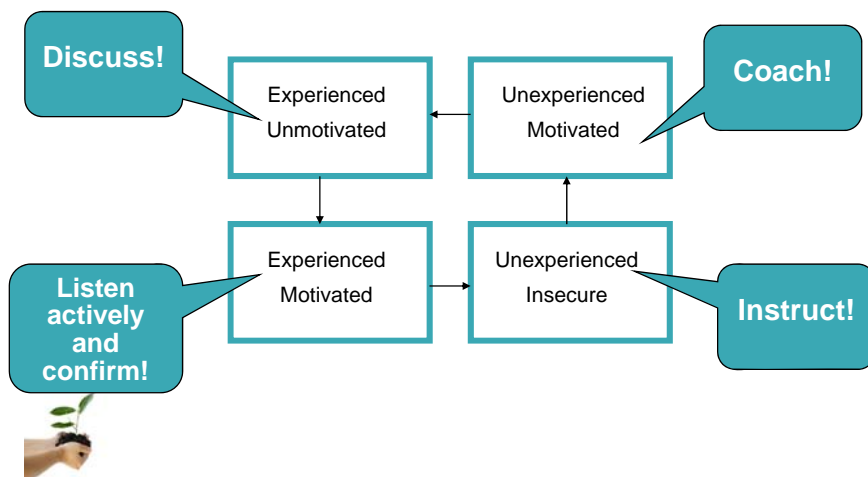 Discuss!
Experienced
Unmotivated
Unexperienced
Motivated
Coach!
Listen
actively
and
confirm!
Experienced
Motivated
Unexperienced
Insecure
Instruct!